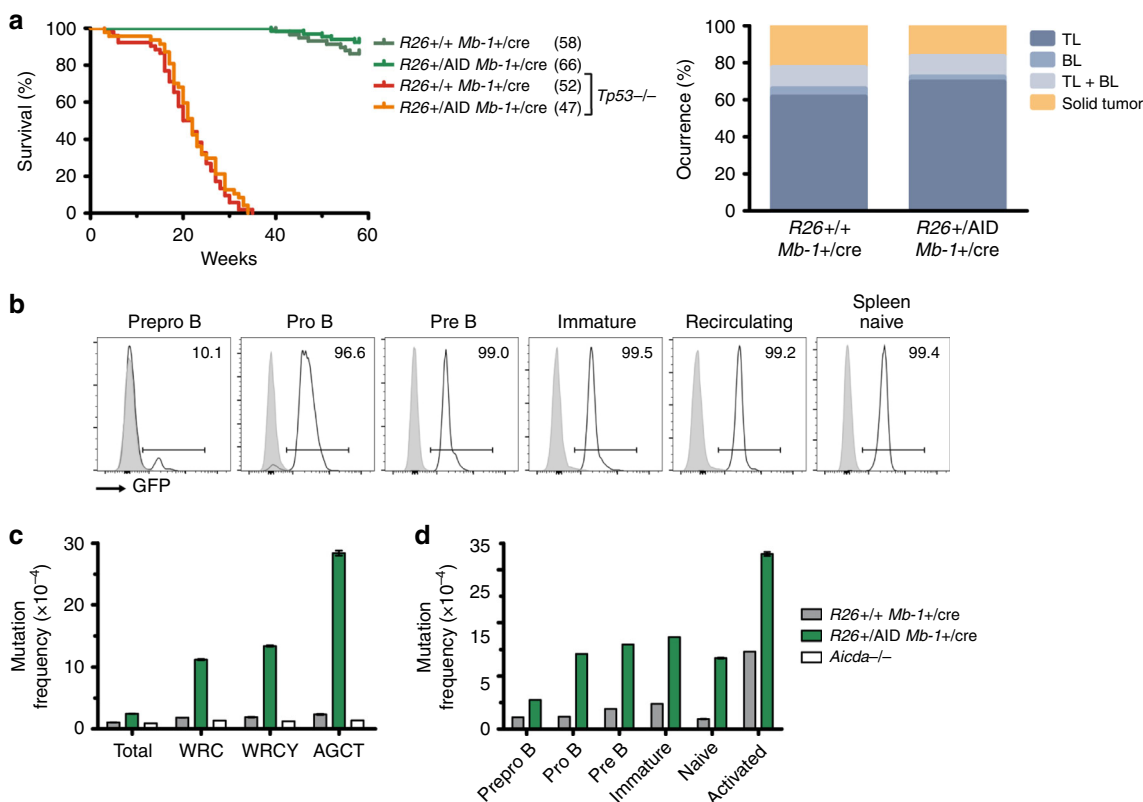 a
Survival (%)
100
80
60
40
20
0
0 20 40 60
Weeks
R26+/+ Mb-1+/cre (58)
R26+/AID Mb-1+/cre (66)
R26+/+ Mb-1+/cre (52)
R26+/AID Mb-1+/cre (47)
Tp53–/–
Ocurrence (%)
100
80
60
40
20
0
R26+/+ Mb-1+/cre
R26+/AID Mb-1+/cre
TL
BL
TL + BL
Solid tumor
b
Prepro B
Pro B
Pre B
Immature
Recirculating
Spleen naive
10.1
96.6
99.0
99.5
99.2
99.4
GFP
c
Mutation frequency (×10–4)
30
20
10
0
Total WRC WRCY AGCT
d
Mutation frequency (×10–4)
35
15
5
0
Prepro B
Pro B
Pre B
Immature
Naive
Activated
R26+/+ Mb-1+/cre
R26+/AID Mb-1+/cre
Aicda–/–